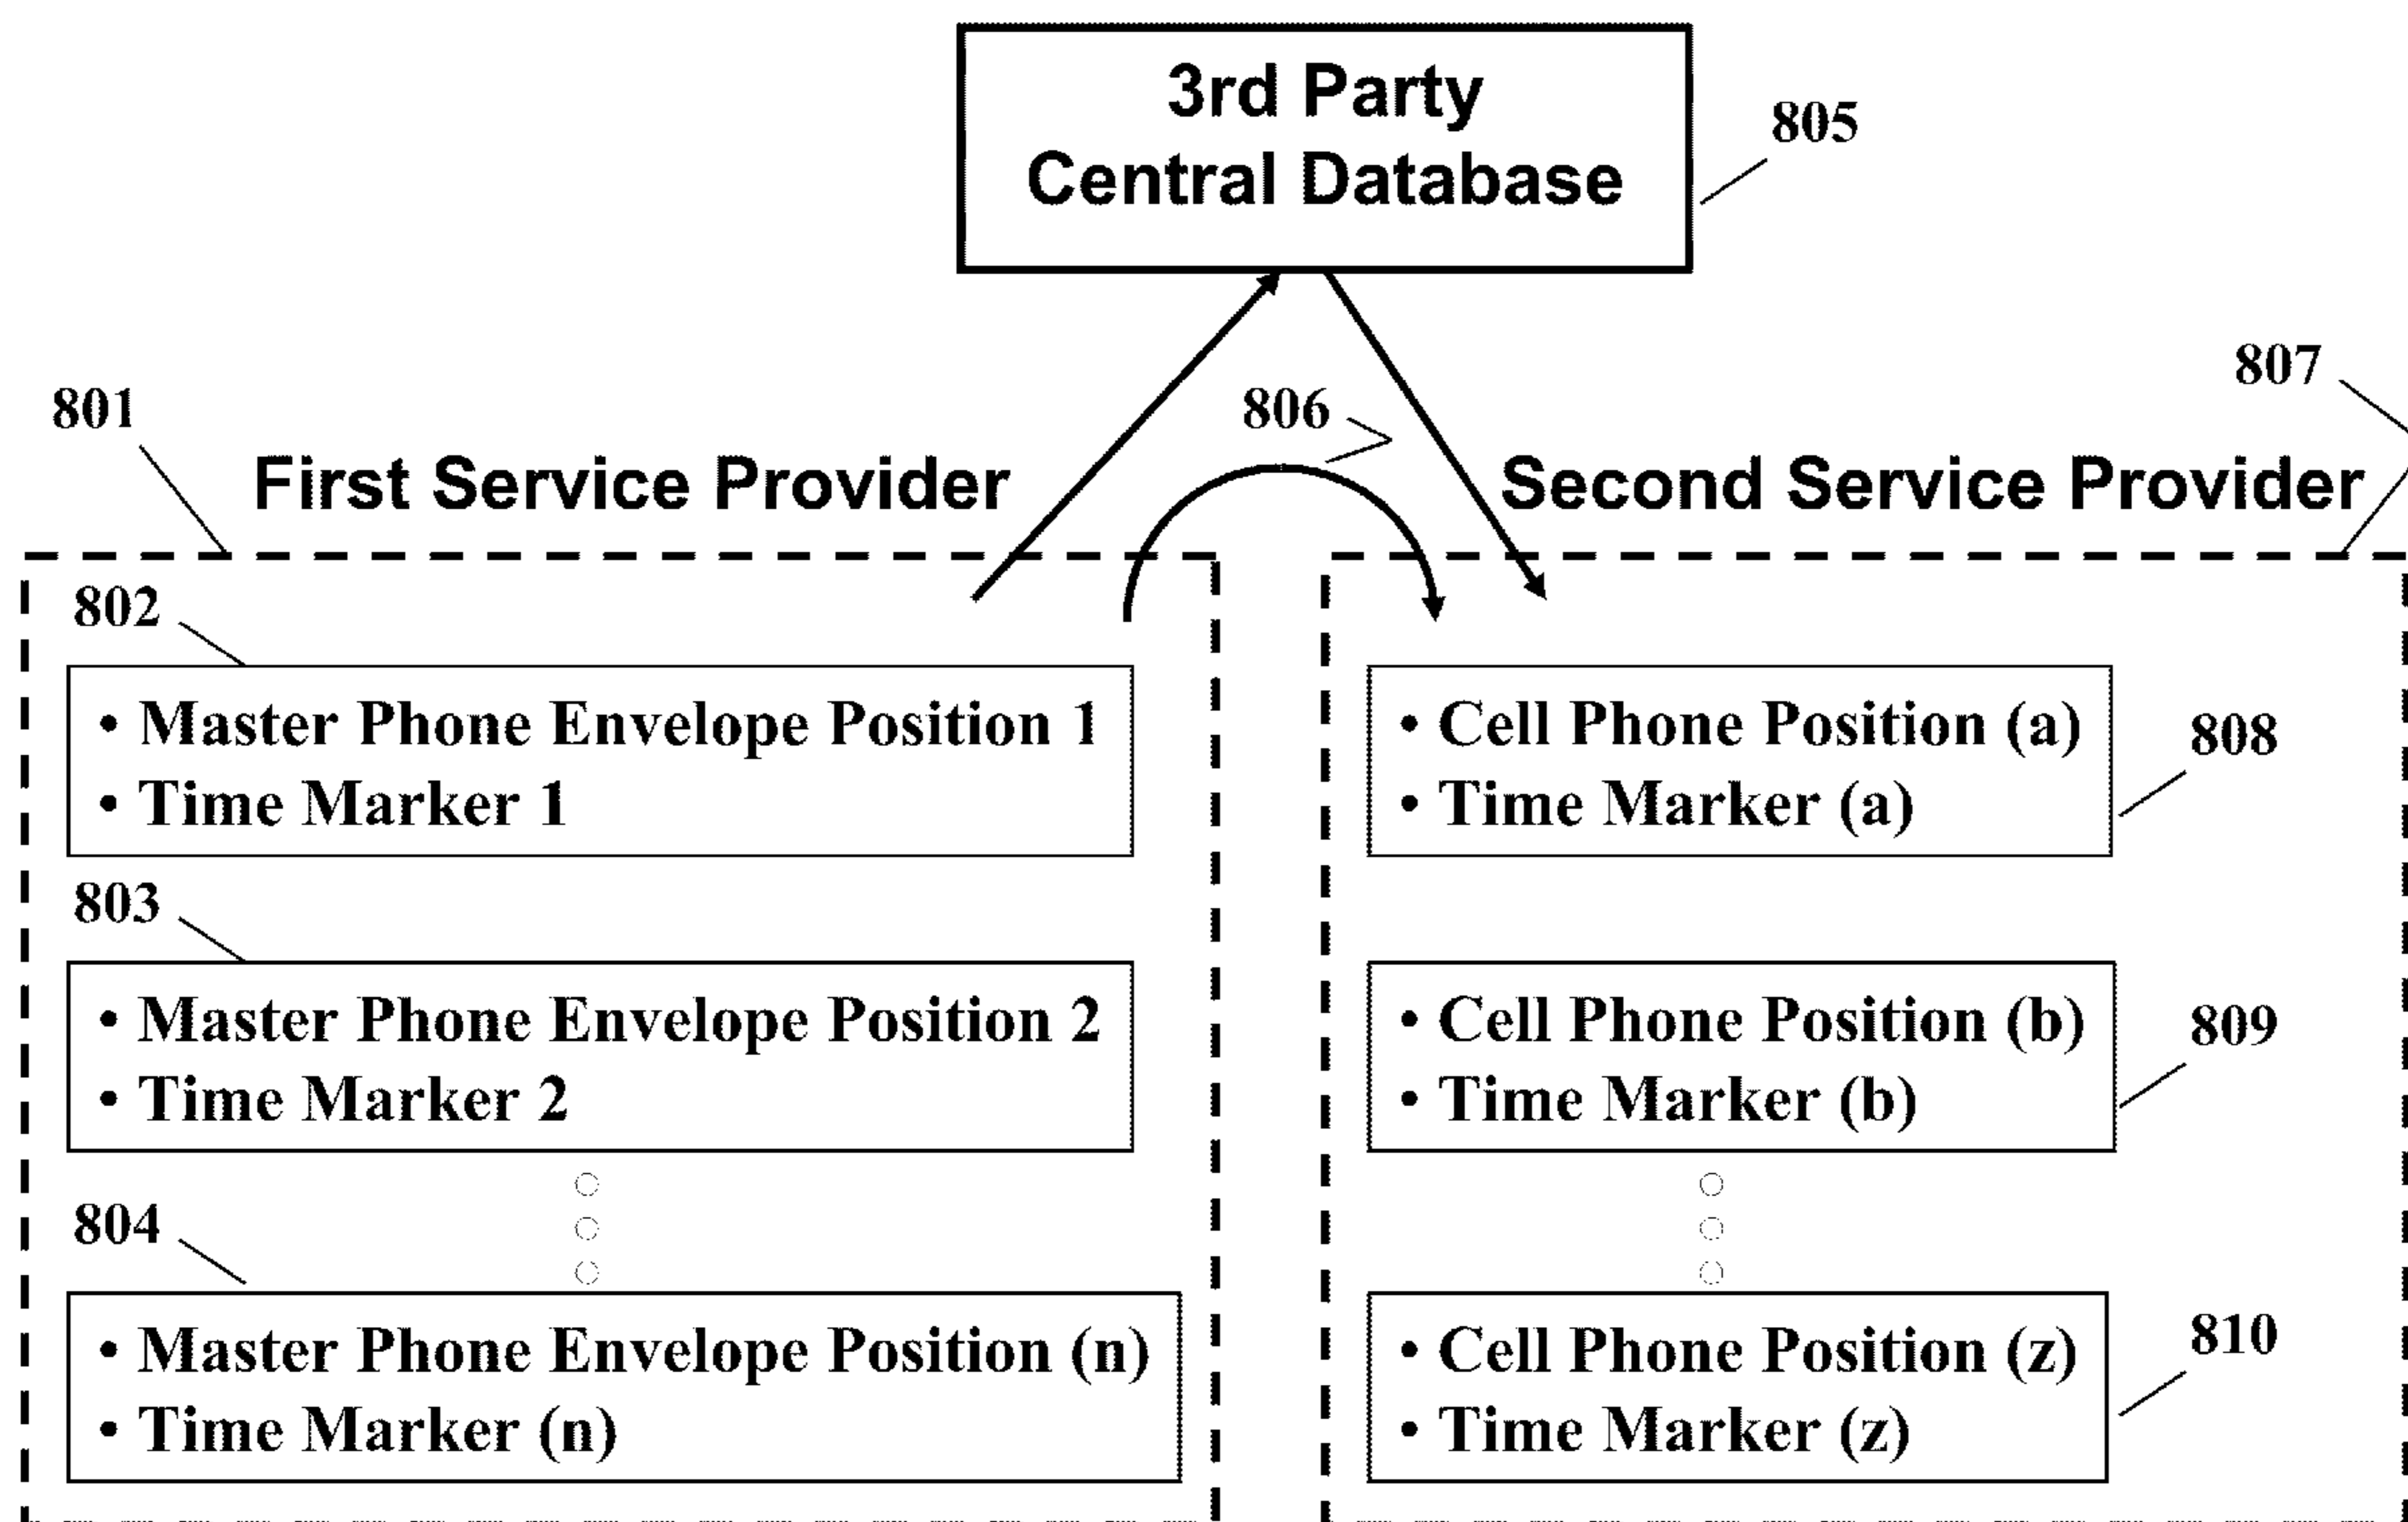 3rd Party
Central Database
805
807
801
806
First Service Provider
Second Service Provider
802
• Master Phone Envelope Position 1
• Time Marker 1
• Cell Phone Position (a)
• Time Marker (a)
808
803
• Master Phone Envelope Position 2
• Time Marker 2
• Cell Phone Position (b)
• Time Marker (b)
809
804
• Master Phone Envelope Position (n)
• Time Marker (n)
• Cell Phone Position (z)
• Time Marker (z)
810